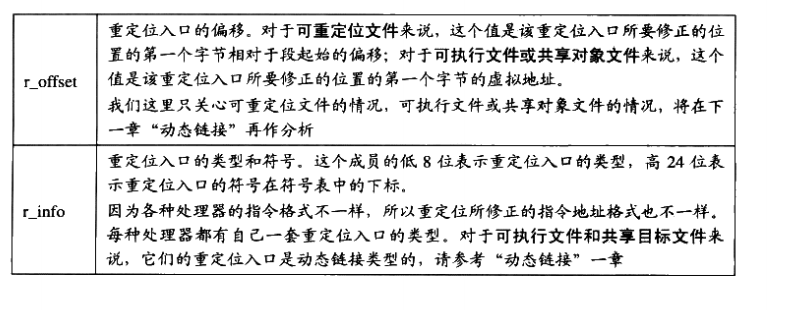 r_offset
重定位入口的偏移。对于可重定位文件来说，这个值是该重定位入口所要修正的位
置的第一个字节相对于段起始的偏移；对于可执行文件或共享对象文件来说，这个
值是该重定位入口所要修正的位置的第一个字节的虚拟地址。
我们这里只关心可重定位文件的情况，可执行文件或共享对象文件的情况，将在下
一章“动态链接”再作分析
r_info
重定位入口的类型和符号。这个成员的低 8 位表示重定位入口的类型，高 24 位表
示重定位入口的符号在符号表中的下标。
因为各种处理器的指令格式不一样，所以重定位所修正的指令地址格式也不一样。
每种处理器都有自己一套重定位入口的类型。对于可执行文件和共享目标文件来
说，它们的重定位入口是动态链接类型的，请参考“动态链接”一章